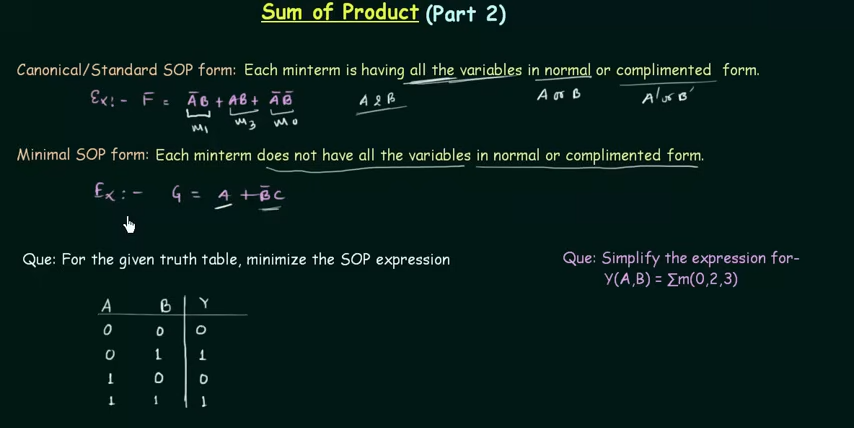 Sum of Product (Part 2)
Canonical/Standard SOP form: Each minterm is having all the variables in normal or complimented form.
Ex:- F = A̅B + AB + A̅B̅ A & B A or B A' or B'
m₁ m₃ m₀
Minimal SOP form: Each minterm does not have all the variables in normal or complimented form.
Ex:- G = A + B̅C
Que: For the given truth table, minimize the SOP expression
Que: Simplify the expression for-
Y(A,B) = ∑m(0,2,3)
A B Y
0 0 0
0 1 1
1 0 0
1 1 1